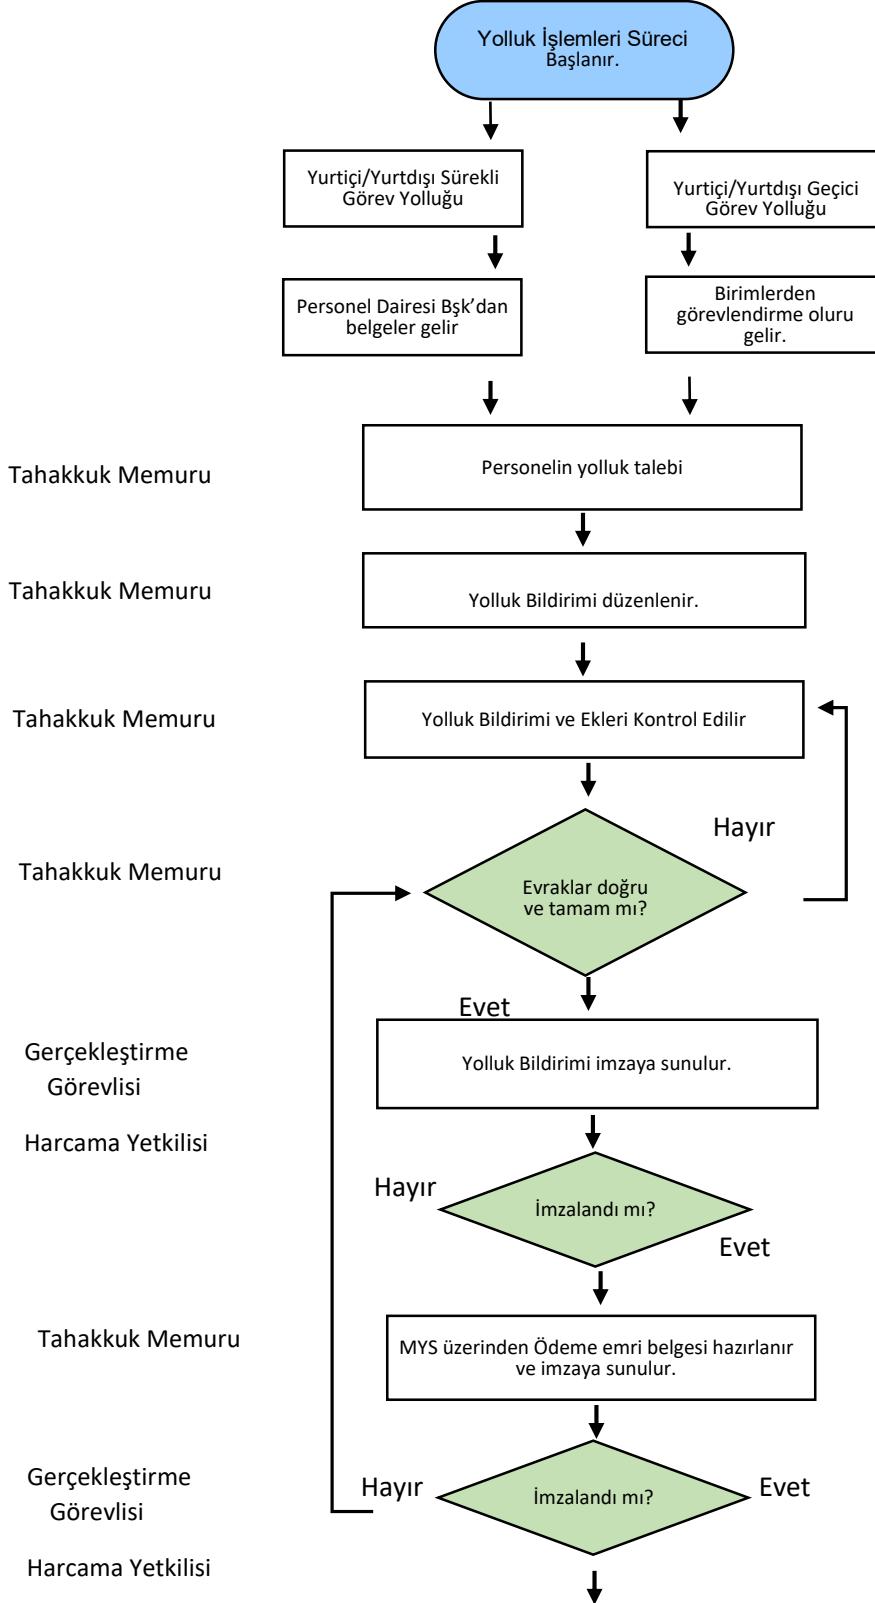 Yolluk İşlemleri Süreci
Başlanır.
Yurtiçi/Yurtdışı Sürekli
Görev Yolluğu
Yurtiçi/Yurtdışı Geçici
Görev Yolluğu
Personel Dairesi Bşk’dan
belgeler gelir
Birimlerden
görevlendirme oluru
gelir.
Tahakkuk Memuru
Personelin yolluk talebi
Tahakkuk Memuru
Yolluk Bildirimi düzenlenir.
Tahakkuk Memuru
Yolluk Bildirimi ve Ekleri Kontrol Edilir
Hayır
Tahakkuk Memuru
Evraklar doğru
ve tamam mı?
Evet
Gerçekleştirme
Görevlisi
Yolluk Bildirimi imzaya sunulur.
Harcama Yetkilisi
Hayır
İmzalandı mı?
Evet
Tahakkuk Memuru
MYS üzerinden Ödeme emri belgesi hazırlanır
ve imzaya sunulur.
Gerçekleştirme
Görevlisi
Hayır
İmzalandı mı?
Evet
Harcama Yetkilisi